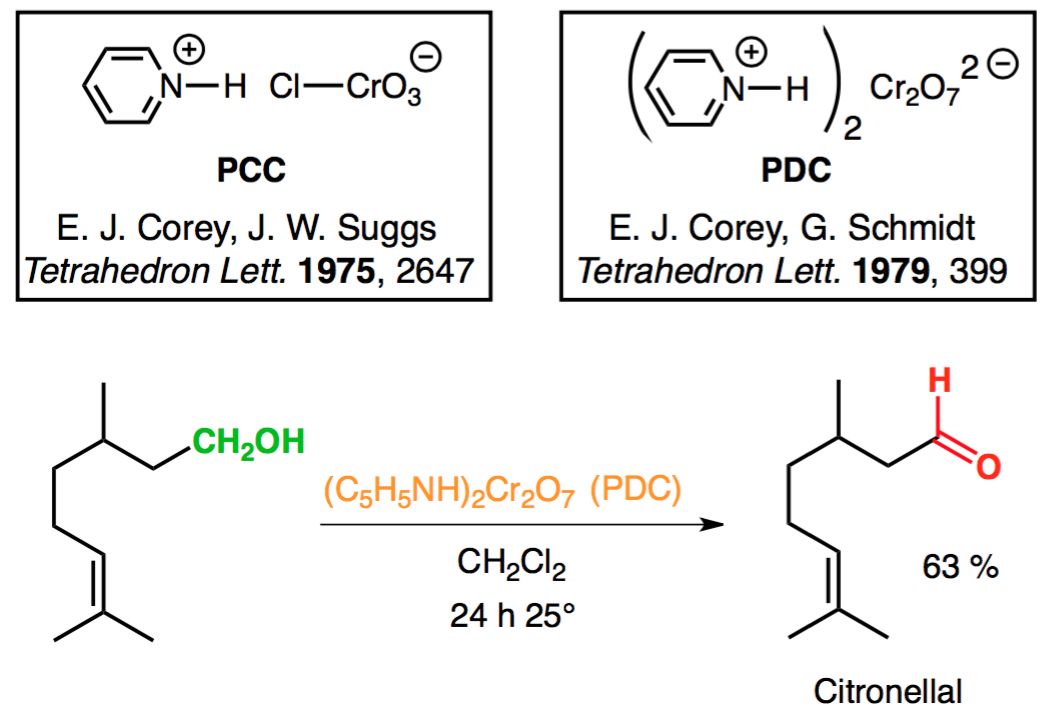 N—H Cl—CrO₃⁻
PCC
E. J. Corey, J. W. Suggs
Tetrahedron Lett. 1975, 2647
(N—H)₂ Cr₂O₇²⁻
PDC
E. J. Corey, G. Schmidt
Tetrahedron Lett. 1979, 399
CH₂OH
(C₅H₅NH)₂Cr₂O₇ (PDC)
CH₂Cl₂
24 h 25°
H
O
63 %
Citronellal